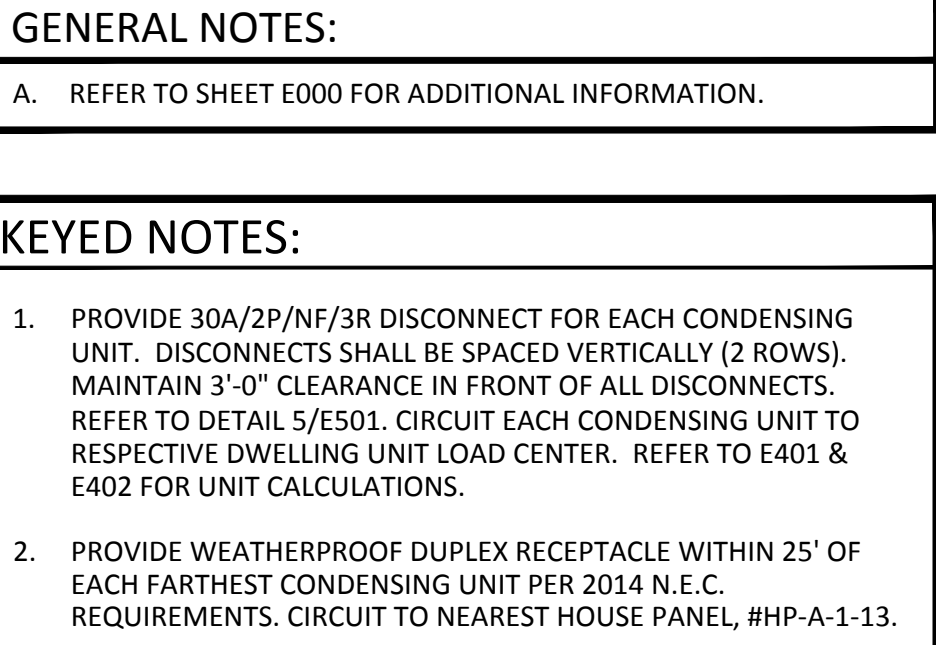 GENERAL NOTES:
A. REFER TO SHEET E000 FOR ADDITIONAL INFORMATION.
KEYED NOTES:
1. PROVIDE 30A/2P/NF/3R DISCONNECT FOR EACH CONDENSING
UNIT. DISCONNECTS SHALL BE SPACED VERTICALLY (2 ROWS).
MAINTAIN 3'-0" CLEARANCE IN FRONT OF ALL DISCONNECTS.
REFER TO DETAIL 5/E501. CIRCUIT EACH CONDENSING UNIT TO
RESPECTIVE DWELLING UNIT LOAD CENTER. REFER TO E401 &
E402 FOR UNIT CALCULATIONS.
2. PROVIDE WEATHERPROOF DUPLEX RECEPTACLE WITHIN 25' OF
EACH FARTHEST CONDENSING UNIT PER 2014 N.E.C.
REQUIREMENTS. CIRCUIT TO NEAREST HOUSE PANEL, #HP-A-1-13.